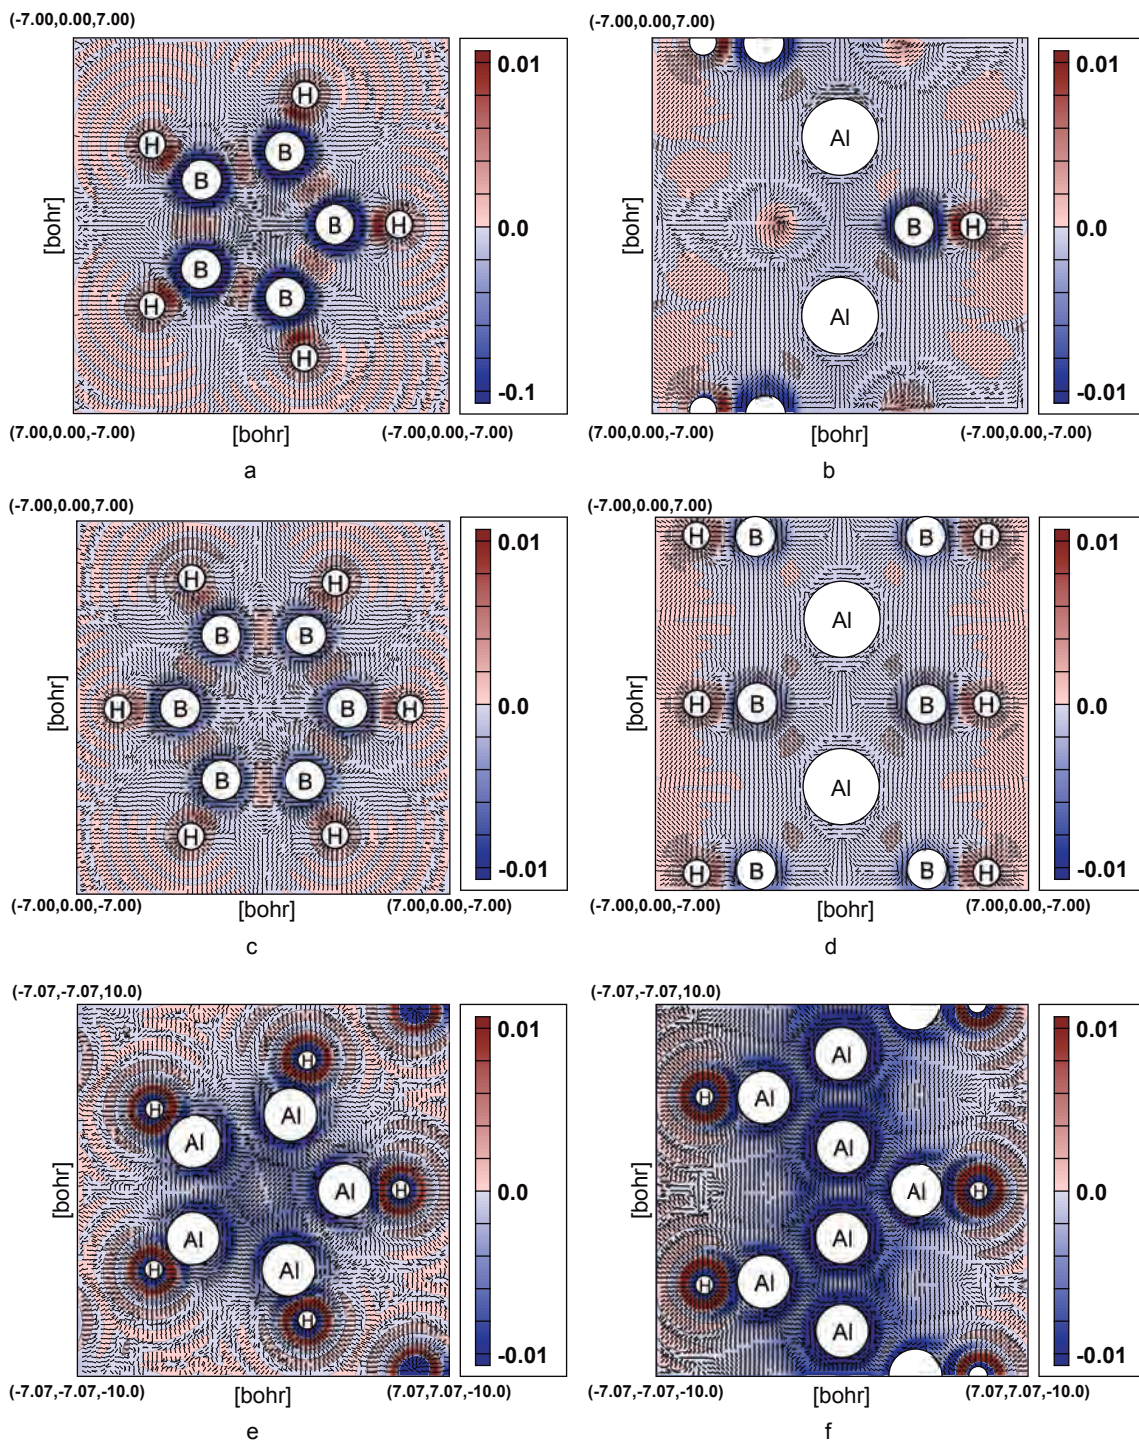 (-7.00,0.00,7.00)
H
H
B
B
B
H
B
B
H
H
[bohr]
0.01
0.0
-0.1
(7.00,0.00,-7.00)
[bohr]
(-7.00,0.00,-7.00)
a
(-7.00,0.00,7.00)
Al
B
H
Al
[bohr]
0.01
0.0
-0.01
(7.00,0.00,-7.00)
[bohr]
(-7.00,0.00,-7.00)
b
(-7.00,0.00,7.00)
H
H
B
B
H
B
B
H
B
B
H
H
[bohr]
0.01
0.0
-0.01
(-7.00,0.00,-7.00)
[bohr]
(7.00,0.00,-7.00)
c
(-7.00,0.00,7.00)
H
B
B
H
Al
H
B
B
H
Al
H
B
B
H
[bohr]
0.01
0.0
-0.01
(-7.00,0.00,-7.00)
[bohr]
(7.00,0.00,-7.00)
d
(-7.07,-7.07,10.0)
H
H
Al
Al
Al
H
Al
Al
H
H
[bohr]
0.01
0.0
-0.01
(-7.07,-7.07,-10.0)
[bohr]
(7.07,7.07,-10.0)
e
(-7.07,-7.07,10.0)
Al
H
Al
Al
Al
H
Al
H
Al
Al
[bohr]
0.01
0.0
-0.01
(-7.07,-7.07,-10.0)
[bohr]
(7.07,7.07,-10.0)
f